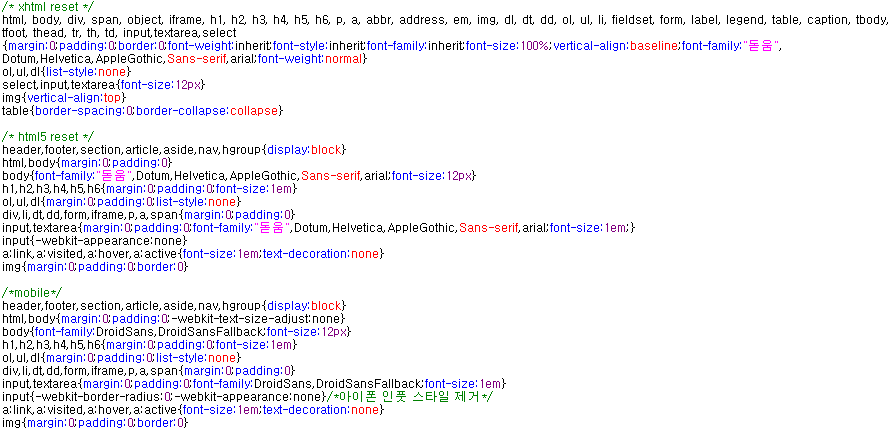 /* xhtml reset */
html, body, div, span, object, iframe, h1, h2, h3, h4, h5, h6, p, a, abbr, address, em, img, dl, dt, dd, ol, ul, li, fieldset, form, label, legend, table, caption, tbody,
tfoot, thead, tr, th, td, input,textarea,select
{margin:0;padding:0;border:0;font-weight:inherit;font-style:inherit;font-family:inherit;font-size:100%;vertical-align:baseline;font-family:"돋움",
Dotum,Helvetica,AppleGothic,Sans-serif,arial;font-weight:normal}
ol,ul,dl{list-style:none}
select,input,textarea{font-size:12px}
img{vertical-align:top}
table{border-spacing:0;border-collapse:collapse}
/* html5 reset */
header,footer,section,article,aside,nav,hgroup{display:block}
html,body{margin:0;padding:0}
body{font-family:"돋움",Dotum,Helvetica,AppleGothic,Sans-serif,arial;font-size:12px}
h1,h2,h3,h4,h5,h6{margin:0;padding:0;font-size:1em}
ol,ul,dl{margin:0;padding:0;list-style:none}
div,li,dt,dd,form,iframe,p,a,span{margin:0;padding:0}
input,textarea{margin:0;padding:0;font-family:"돋움",Dotum,Helvetica,AppleGothic,Sans-serif,arial;font-size:1em;}
input{-webkit-appearance:none}
a:link,a:visited,a:hover,a:active{font-size:1em;text-decoration:none}
img{margin:0;padding:0;border:0}
/*mobile*/
header,footer,section,article,aside,nav,hgroup{display:block}
html,body{margin:0;padding:0;-webkit-text-size-adjust:none}
body{font-family:DroidSans,DroidSansFallback;font-size:12px}
h1,h2,h3,h4,h5,h6{margin:0;padding:0;font-size:1em}
ol,ul,dl{margin:0;padding:0;list-style:none}
div,li,dt,dd,form,iframe,p,a,span{margin:0;padding:0}
input,textarea{margin:0;padding:0;font-family:DroidSans,DroidSansFallback;font-size:1em}
input{-webkit-border-radius:0;-webkit-appearance:none}/*아이폰 인풋 스타일 제거*/
a:link,a:visited,a:hover,a:active{font-size:1em;text-decoration:none}
img{margin:0;padding:0;border:0}